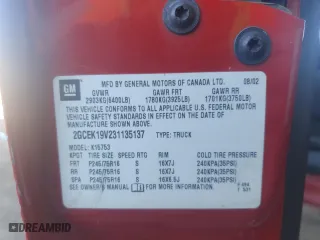 GM
MFD BY GENERAL MOTORS OF CANADA LTD. 08/02
GVWR GAWR FRT GAWR RR
2903KG(6400LB) 1780KG(3925LB) 1701KG(3750LB)
THIS VEHICLE CONFORMS TO ALL APPLICABLE U.S. FEDERAL MOTOR
VEHICLE SAFETY STANDARDS IN EFFECT ON THE DATE OF
MANUFACTURE SHOWN ABOVE.
2GCEK19V231135137 TYPE: TRUCK
MODEL: K15753
TIRE SIZE SPEED RTG RIM COLD TIRE PRESSURE
FRT P245/75R16 S 16X7J 240KPA(35PSI)
RR P245/75R16 S 16X7J 240KPA(35PSI)
SPA P245/75R16 S 16X6.5J 240KPA(35PSI)
SEE OWNER'S MANUAL FOR ADDITIONAL INFORMATION
DISMANTLED.COM